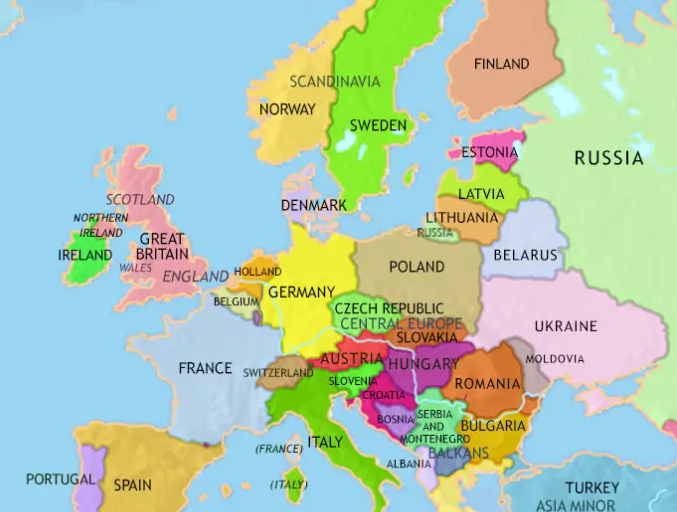 FINLAND
SCANDINAVIA
NORWAY
SWEDEN
ESTONIA
RUSSIA
LATVIA
SCOTLAND
DENMARK
LITHUANIA
NORTHERN
IRELAND
RUSSIA
GREAT
BRITAIN
IRELAND
BELARUS
WALES
ENGLAND
HOLLAND
POLAND
GERMANY
BELGIUM
CZECH REPUBLIC
CENTRAL EUROPE
UKRAINE
SLOVAKIA
AUSTRIA
HUNGARY
MOLDOVIA
FRANCE
SWITZERLAND
SLOVENIA
ROMANIA
CROATIA
SERBIA
AND
MONTENEGRO
BOSNIA
BULGARIA
ITALY
(FRANCE)
BALKANS
ALBANIA
PORTUGAL
SPAIN
(ITALY)
TURKEY
ASIA MINOR